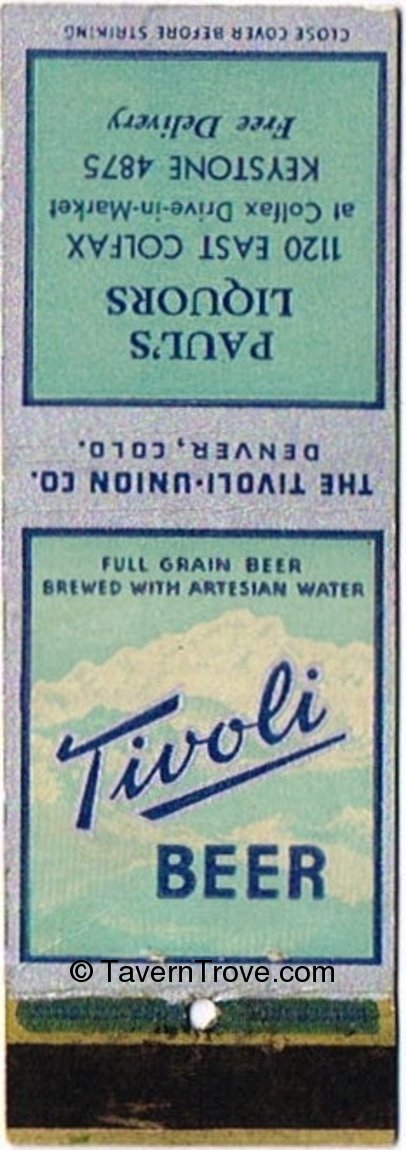 CLOSE COVER BEFORE STRIKING
PAUL'S
LIQUORS
1120 EAST COLFAX
at Colfax Drive-in-Market
KEYSTONE 4875
Free Delivery
THE TIVOLI-UNION CO.
DENVER, COLO.
FULL GRAIN BEER
BREWED WITH ARTESIAN WATER
Tivoli
BEER
© TavernTrove.com